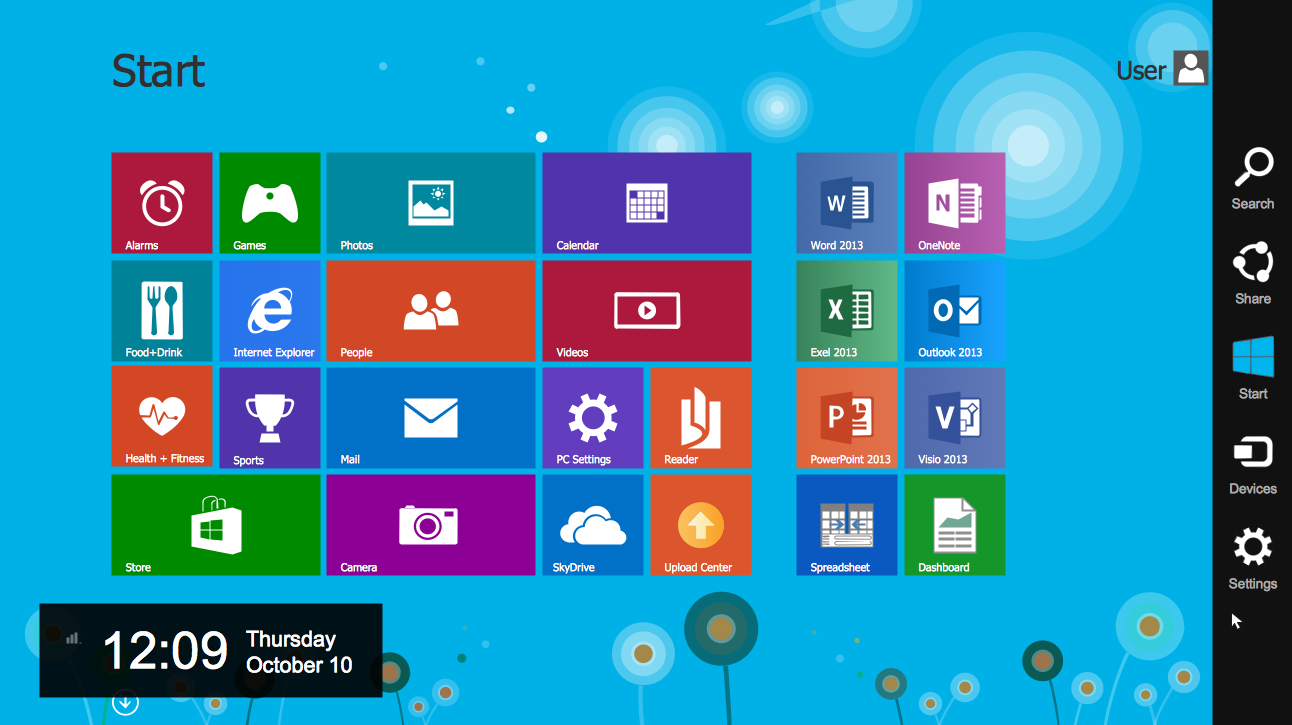 Start
User
Alarms
Games
Photos
Calendar
Word 2013
OneNote
Food+Drink
Internet Explorer
People
Videos
Exel 2013
Outlook 2013
Health + Fitness
Sports
Mail
PC Settings
Reader
PowerPoint 2013
Visio 2013
Store
Camera
SkyDrive
Upload Center
Spreadsheet
Dashboard
W
N
X
O
P
V
Search
Share
Start
Devices
Settings
12:09
Thursday
October 10